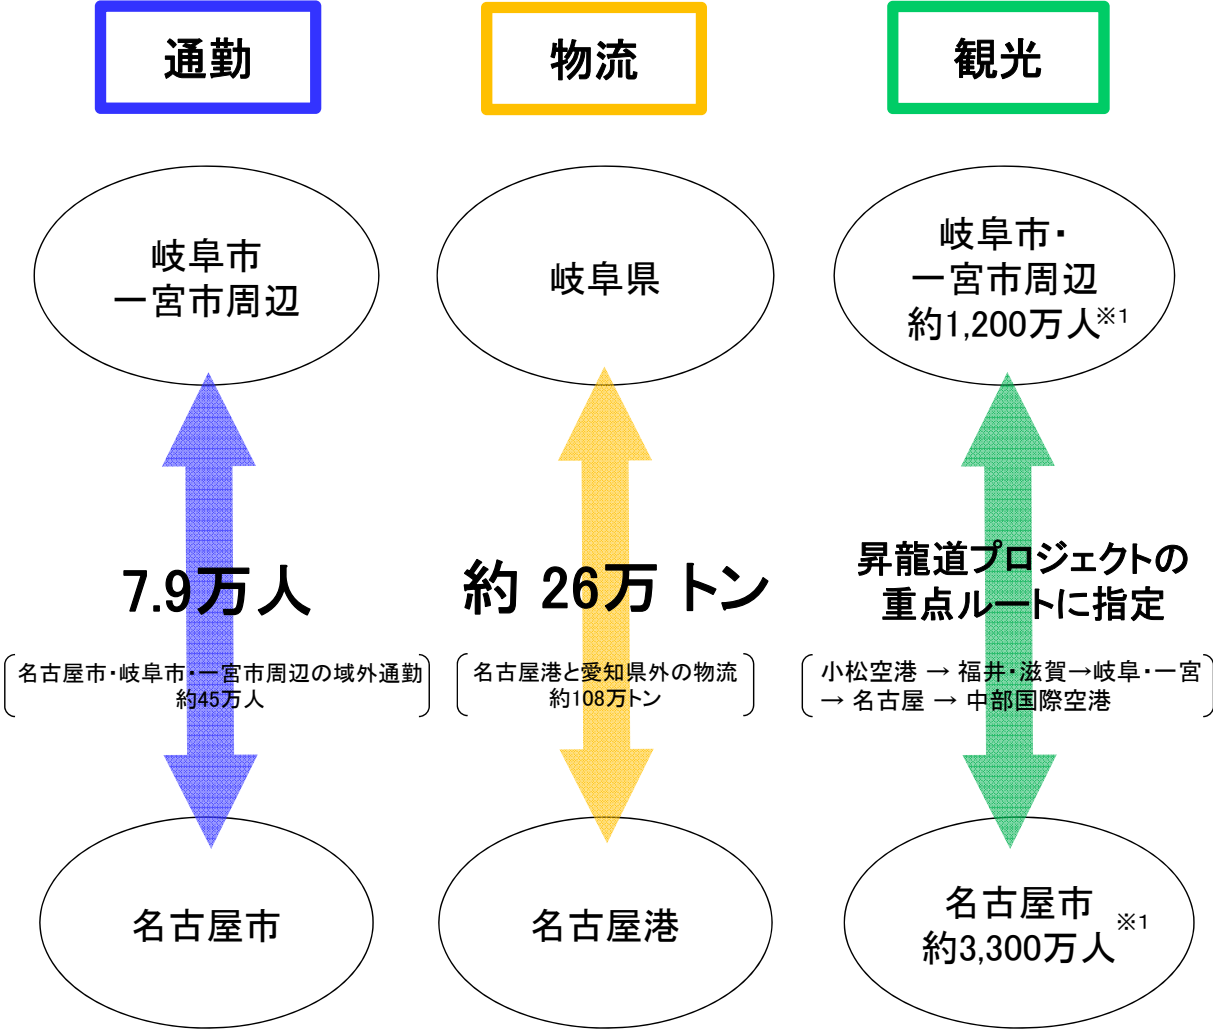 通勤
岐阜市
一宮市周辺
7.9万人
名古屋市・岐阜市・一宮市周辺の域外通勤
約45万人
名古屋市
物流
岐阜県
約 26万トン
名古屋港と愛知県外の物流
約108万トン
名古屋港
観光
岐阜市・
一宮市周辺
約1,200万人※1
昇龍道プロジェクトの
重点ルートに指定
小松空港 → 福井・滋賀→岐阜・一宮
→ 名古屋 → 中部国際空港
名古屋市
約3,300万人※1